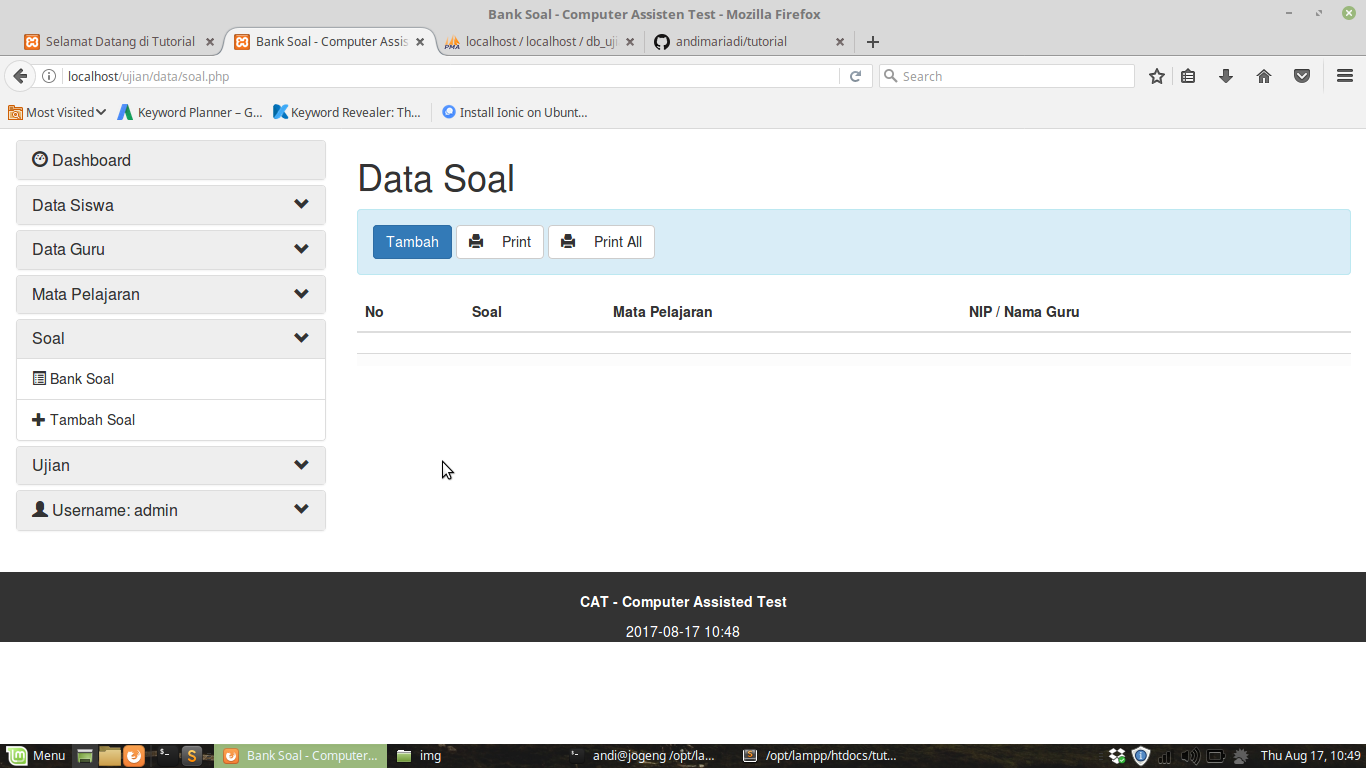 Bank Soal - Computer Assisten Test - Mozilla Firefox
Selamat Datang di Tutorial
Bank Soal - Computer Assis
PMA localhost / localhost / db_uji
andimariadi/tutorial
localhost/ujian/data/soal.php
Search
Most Visited
Keyword Planner – G...
Keyword Revealer: Th...
Install Ionic on Ubunt...
Dashboard
Data Siswa
Data Guru
Mata Pelajaran
Soal
Bank Soal
Tambah Soal
Ujian
Username: admin
Data Soal
Tambah Print Print All
No Soal Mata Pelajaran NIP / Nama Guru
CAT - Computer Assisted Test
2017-08-17 10:48
Menu
Bank Soal - Computer...
img
andi@jogeng /opt/la...
/opt/lampp/htdocs/tut...
Thu Aug 17, 10:49